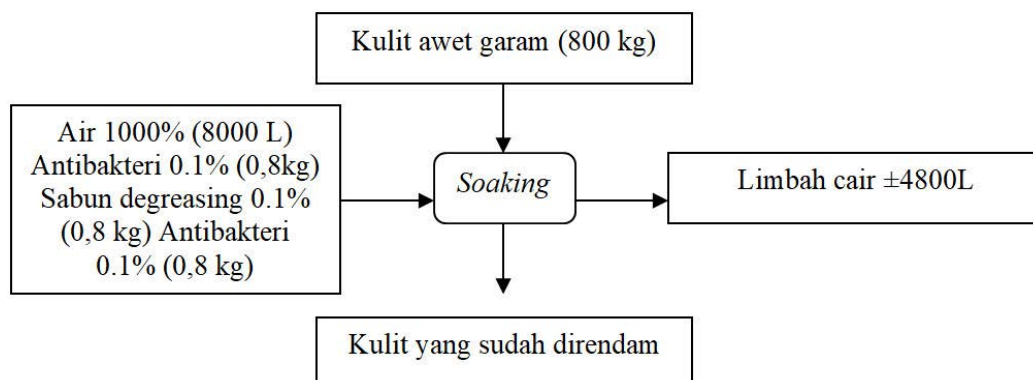 Kulit awet garam (800 kg)
Air 1000% (8000 L)
Antibakteri 0.1% (0,8kg)
Sabun degreasing 0.1%
(0,8 kg) Antibakteri
0.1% (0,8 kg)
Soaking
Limbah cair ±4800L
Kulit yang sudah direndam